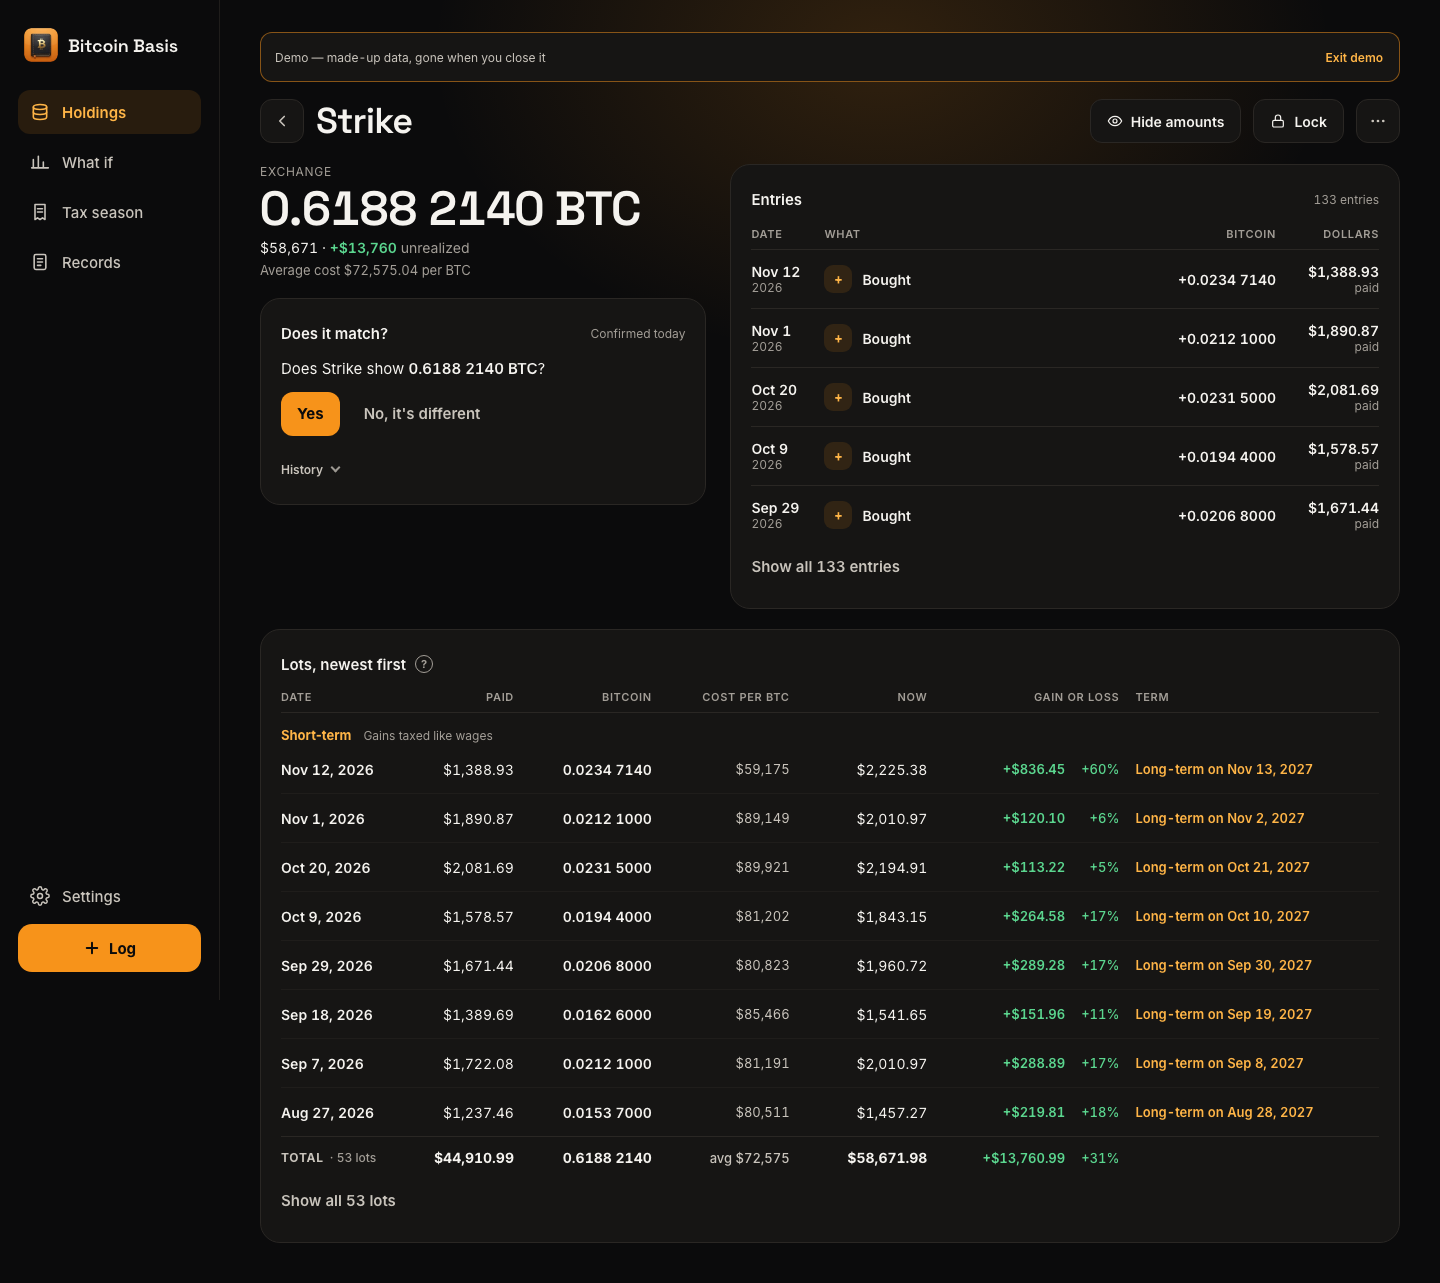 Bitcoin Basis
Holdings
What if
Tax season
Records
Settings
+ Log
Demo — made-up data, gone when you close it
Exit demo
Strike
Hide amounts
Lock
EXCHANGE
0.6188 2140 BTC
$58,671 · +$13,760 unrealized
Average cost $72,575.04 per BTC
Does it match?
Confirmed today
Does Strike show 0.6188 2140 BTC?
Yes
No, it's different
History
Entries
133 entries
DATE WHAT BITCOIN DOLLARS
Nov 12 + Bought +0.0234 7140 $1,388.93
2026 paid
Nov 1 + Bought +0.0212 1000 $1,890.87
2026 paid
Oct 20 + Bought +0.0231 5000 $2,081.69
2026 paid
Oct 9 + Bought +0.0194 4000 $1,578.57
2026 paid
Sep 29 + Bought +0.0206 8000 $1,671.44
2026 paid
Show all 133 entries
Lots, newest first ?
DATE PAID BITCOIN COST PER BTC NOW GAIN OR LOSS TERM
Short-term Gains taxed like wages
Nov 12, 2026 $1,388.93 0.0234 7140 $59,175 $2,225.38 +$836.45 +60% Long-term on Nov 13, 2027
Nov 1, 2026 $1,890.87 0.0212 1000 $89,149 $2,010.97 +$120.10 +6% Long-term on Nov 2, 2027
Oct 20, 2026 $2,081.69 0.0231 5000 $89,921 $2,194.91 +$113.22 +5% Long-term on Oct 21, 2027
Oct 9, 2026 $1,578.57 0.0194 4000 $81,202 $1,843.15 +$264.58 +17% Long-term on Oct 10, 2027
Sep 29, 2026 $1,671.44 0.0206 8000 $80,823 $1,960.72 +$289.28 +17% Long-term on Sep 30, 2027
Sep 18, 2026 $1,389.69 0.0162 6000 $85,466 $1,541.65 +$151.96 +11% Long-term on Sep 19, 2027
Sep 7, 2026 $1,722.08 0.0212 1000 $81,191 $2,010.97 +$288.89 +17% Long-term on Sep 8, 2027
Aug 27, 2026 $1,237.46 0.0153 7000 $80,511 $1,457.27 +$219.81 +18% Long-term on Aug 28, 2027
TOTAL · 53 lots $44,910.99 0.6188 2140 avg $72,575 $58,671.98 +$13,760.99 +31%
Show all 53 lots